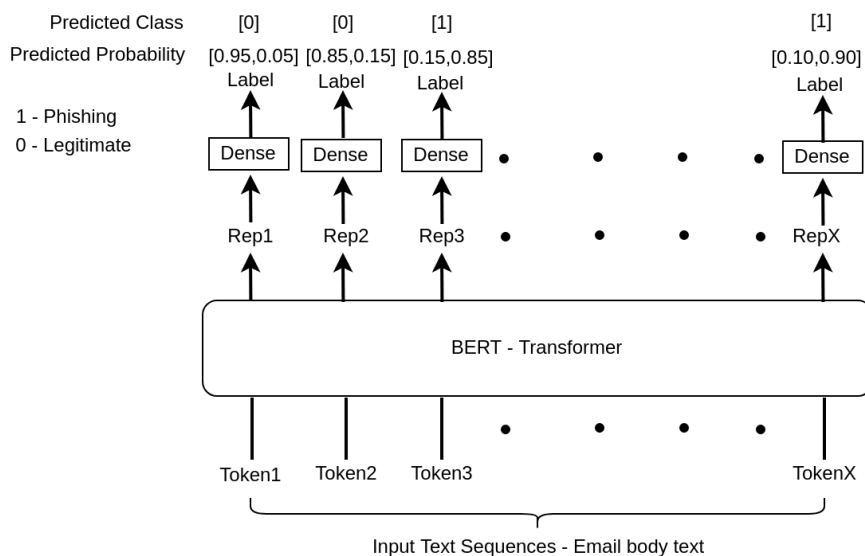 Predicted Class [0] [0] [1] [1]
Predicted Probability [0.95,0.05] [0.85,0.15] [0.15,0.85] [0.10,0.90]
Label Label Label Label
1 - Phishing
0 - Legitimate
Dense Dense Dense Dense
Rep1 Rep2 Rep3 RepX
BERT - Transformer
Token1 Token2 Token3 TokenX
Input Text Sequences - Email body text